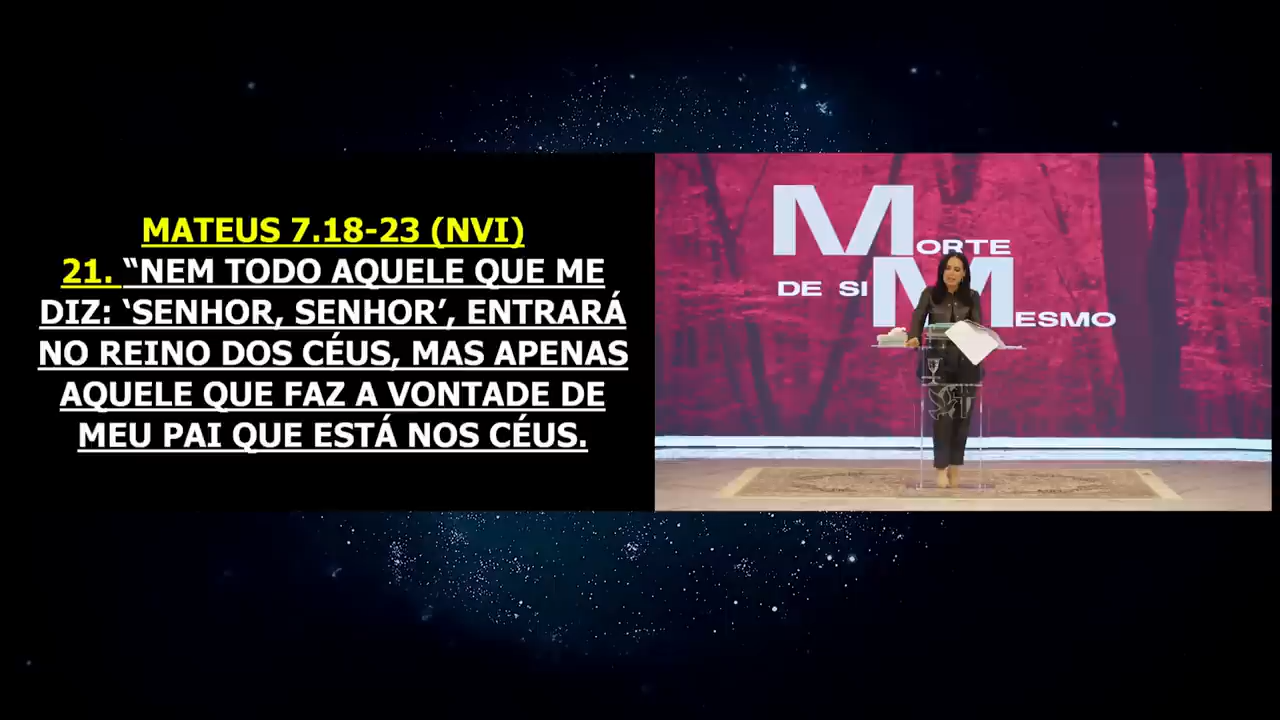 MATEUS 7.18-23 (NVI)
21. “NEM TODO AQUELE QUE ME
DIZ: ‘SENHOR, SENHOR’, ENTRARÁ
NO REINO DOS CÉUS, MAS APENAS
AQUELE QUE FAZ A VONTADE DE
MEU PAI QUE ESTÁ NOS CÉUS.
MORTE
DE SI MESMO